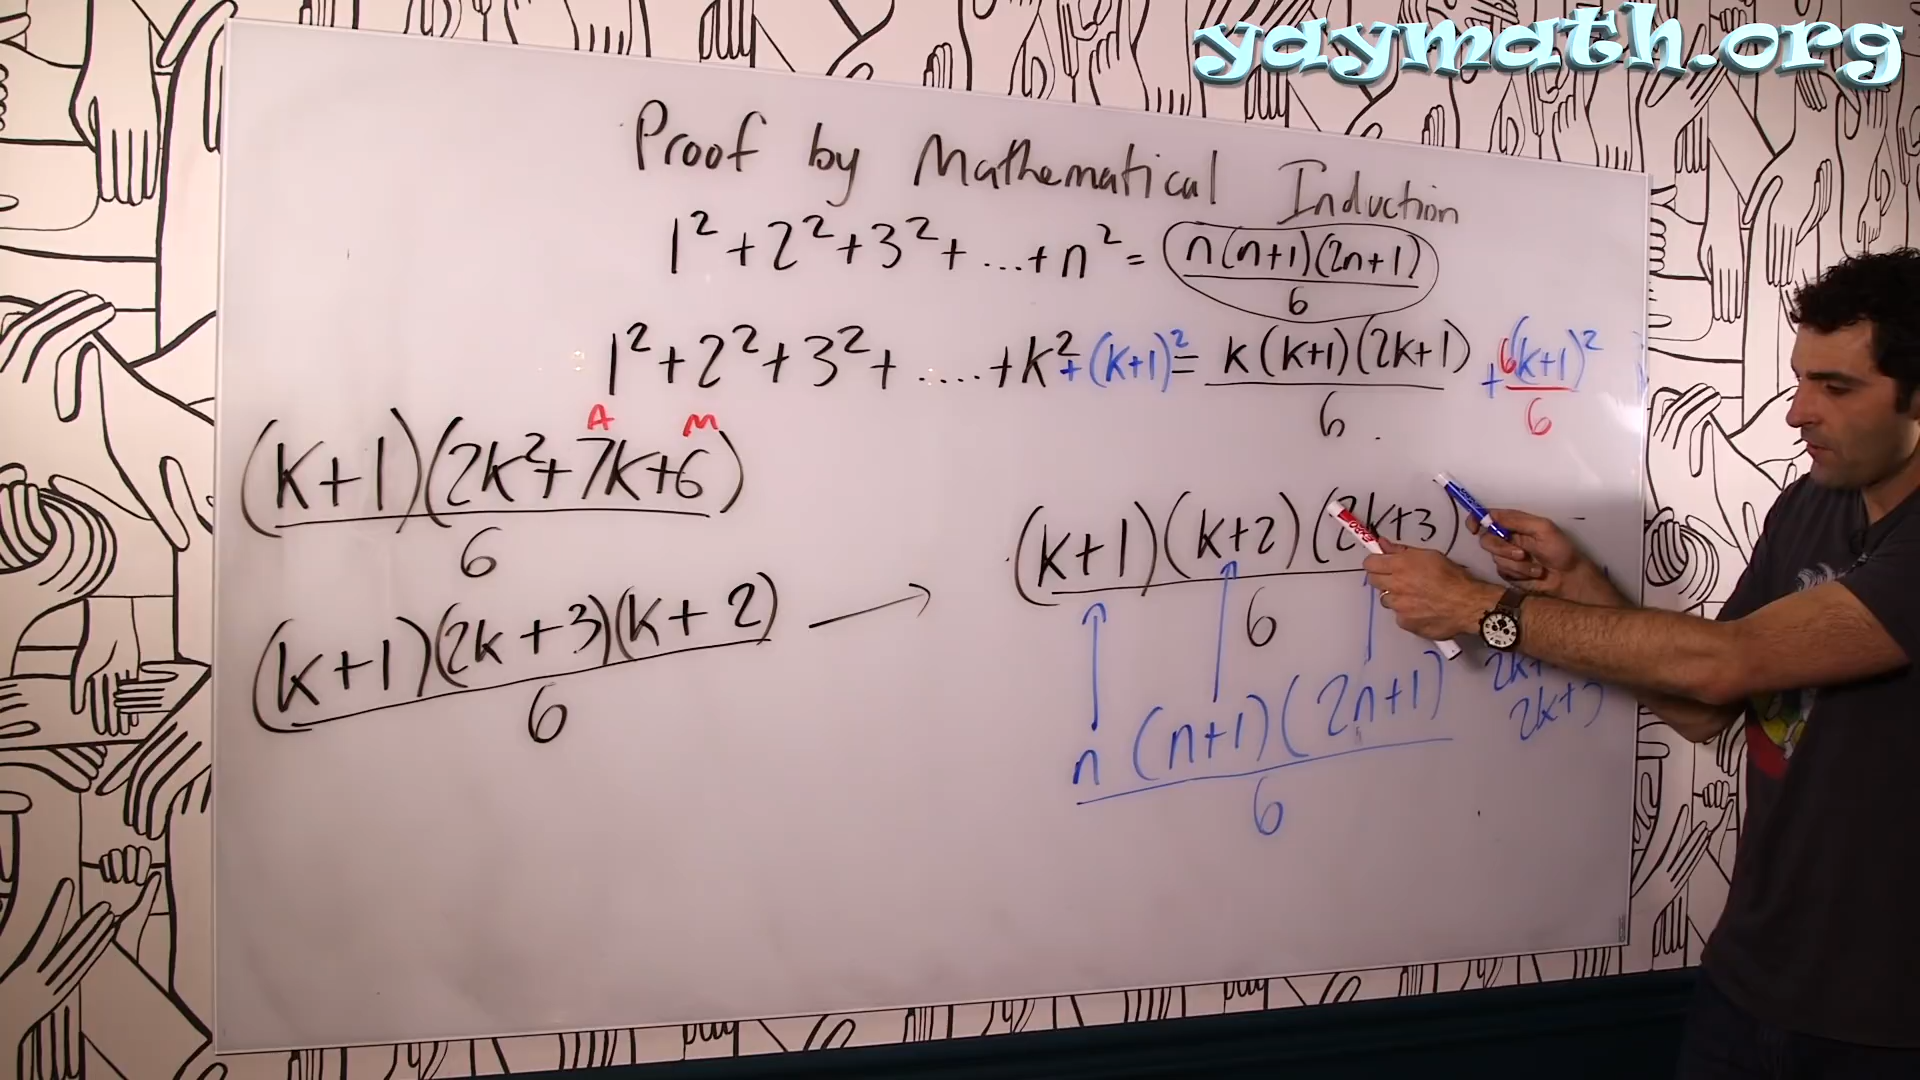 yaymath.org
Proof by Mathematical Induction
1² + 2² + 3² + ... + n² = n(n+1)(2n+1)
6
1² + 2² + 3² + ..... + k² + (k+1)² = k(k+1)(2k+1) + 6(k+1)²
6 6
A M
(k+1)(2k²+7k+6)
6
(k+1)(k+2)(2k+3)
6
(k+1)(2k+3)(k+2) →
6
2k+
2k+3
n(n+1)(2n+1)
6